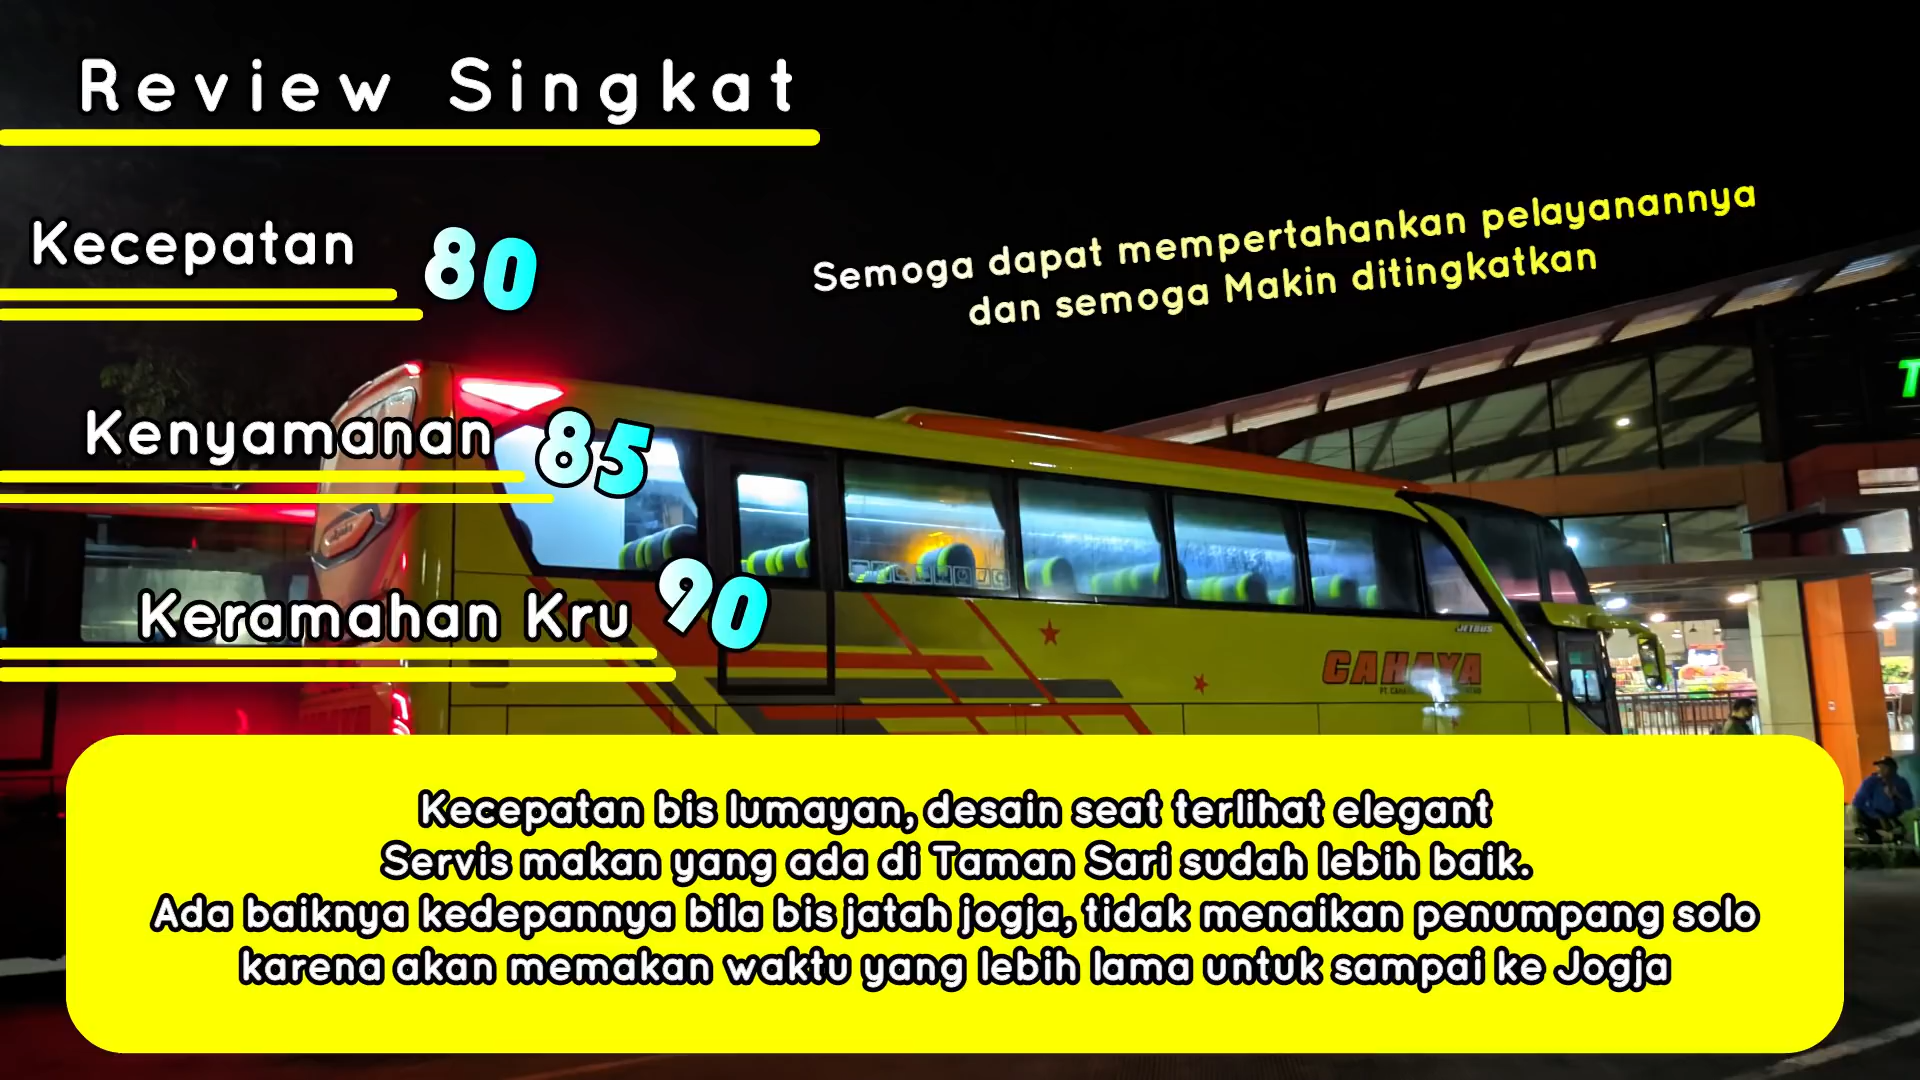 Review Singkat
Kecepatan 80
Semoga dapat mempertahankan pelayanannya
dan semoga Makin ditingkatkan
Kenyamanan 85
Keramahan Kru 90
JETBUS
CAHAYA
Kecepatan bis lumayan, desain seat terlihat elegant
Servis makan yang ada di Taman Sari sudah lebih baik.
Ada baiknya kedepannya bila bis jatah jogja, tidak menaikan penumpang solo
karena akan memakan waktu yang lebih lama untuk sampai ke Jogja